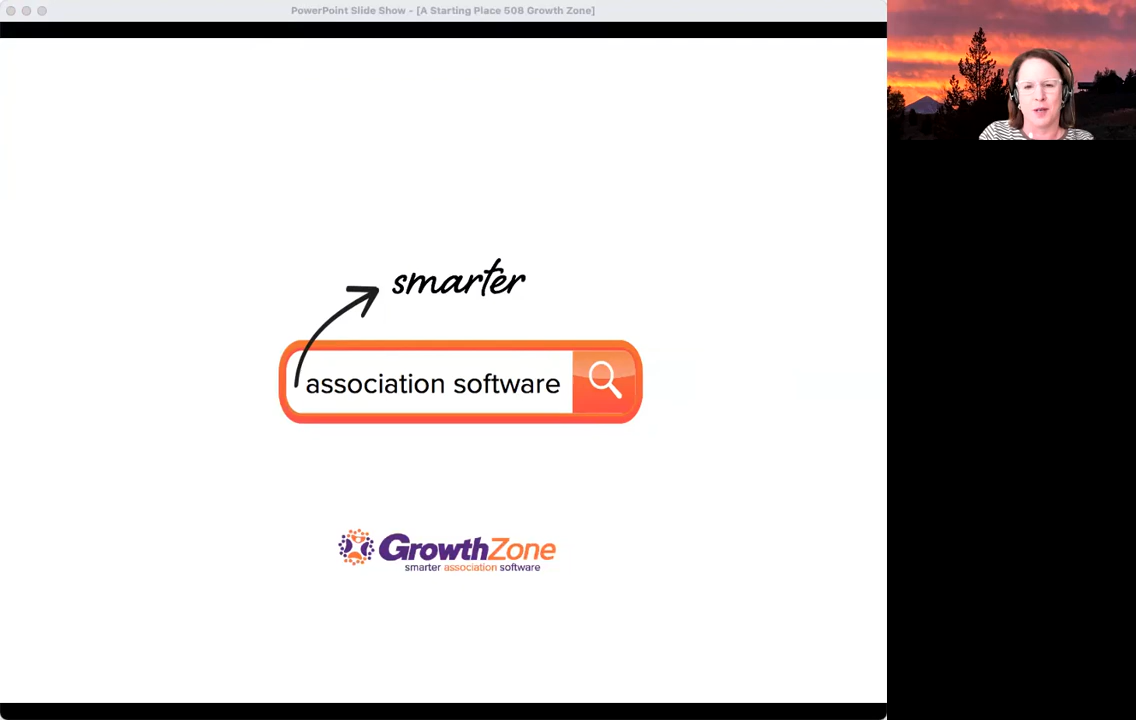 PowerPoint Slide Show - [A Starting Place 508 Growth Zone]
smarter
association software
GrowthZone
smarter association software